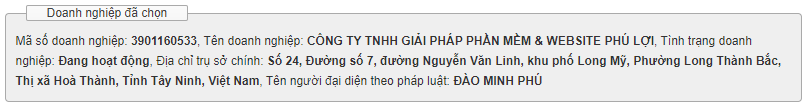 Doanh nghiệp đã chọn
Mã số doanh nghiệp: 3901160533, Tên doanh nghiệp: CÔNG TY TNHH GIẢI PHÁP PHẦN MỀM & WEBSITE PHÚ LỢI, Tình trạng doanh
nghiệp: Đang hoạt động, Địa chỉ trụ sở chính: Số 24, Đường số 7, đường Nguyễn Văn Linh, khu phố Long Mỹ, Phường Long Thành Bắc,
Thị xã Hoà Thành, Tỉnh Tây Ninh, Việt Nam, Tên người đại diện theo pháp luật: ĐÀO MINH PHÚ